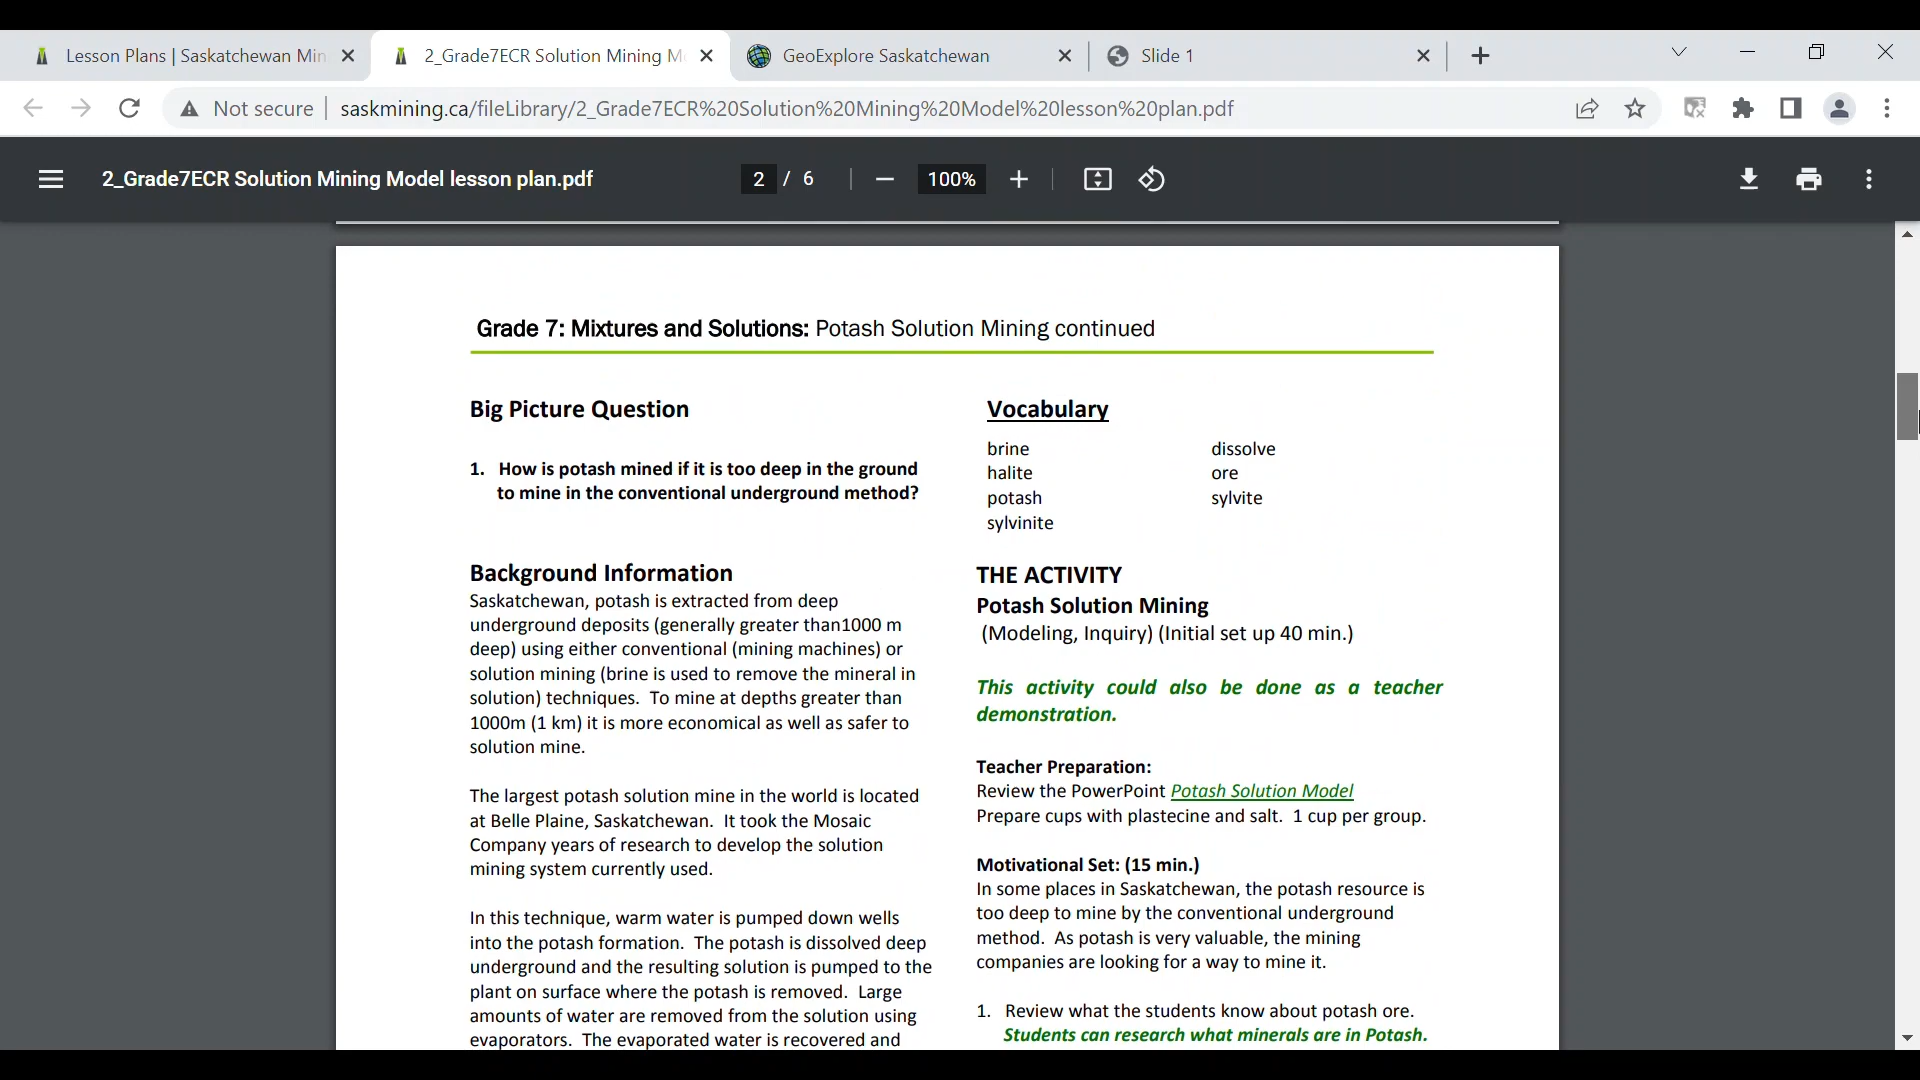 Lesson Plans | Saskatchewan Min
2_Grade7ECR Solution Mining M
GeoExplore Saskatchewan
Slide 1
Not secure
saskmining.ca/fileLibrary/2_Grade7ECR%20Solution%20Mining%20Model%20lesson%20plan.pdf
2_Grade7ECR Solution Mining Model lesson plan.pdf
2 / 6
100%
Grade 7: Mixtures and Solutions: Potash Solution Mining continued
Big Picture Question
1. How is potash mined if it is too deep in the ground
to mine in the conventional underground method?
Background Information
Saskatchewan, potash is extracted from deep
underground deposits (generally greater than1000 m
deep) using either conventional (mining machines) or
solution mining (brine is used to remove the mineral in
solution) techniques. To mine at depths greater than
1000m (1 km) it is more economical as well as safer to
solution mine.
The largest potash solution mine in the world is located
at Belle Plaine, Saskatchewan. It took the Mosaic
Company years of research to develop the solution
mining system currently used.
In this technique, warm water is pumped down wells
into the potash formation. The potash is dissolved deep
underground and the resulting solution is pumped to the
plant on surface where the potash is removed. Large
amounts of water are removed from the solution using
evaporators. The evaporated water is recovered and
Vocabulary
brine dissolve
halite ore
potash sylvite
sylvinite
THE ACTIVITY
Potash Solution Mining
(Modeling, Inquiry) (Initial set up 40 min.)
This activity could also be done as a teacher
demonstration.
Teacher Preparation:
Review the PowerPoint Potash Solution Model
Prepare cups with plastecine and salt. 1 cup per group.
Motivational Set: (15 min.)
In some places in Saskatchewan, the potash resource is
too deep to mine by the conventional underground
method. As potash is very valuable, the mining
companies are looking for a way to mine it.
1. Review what the students know about potash ore.
Students can research what minerals are in Potash.